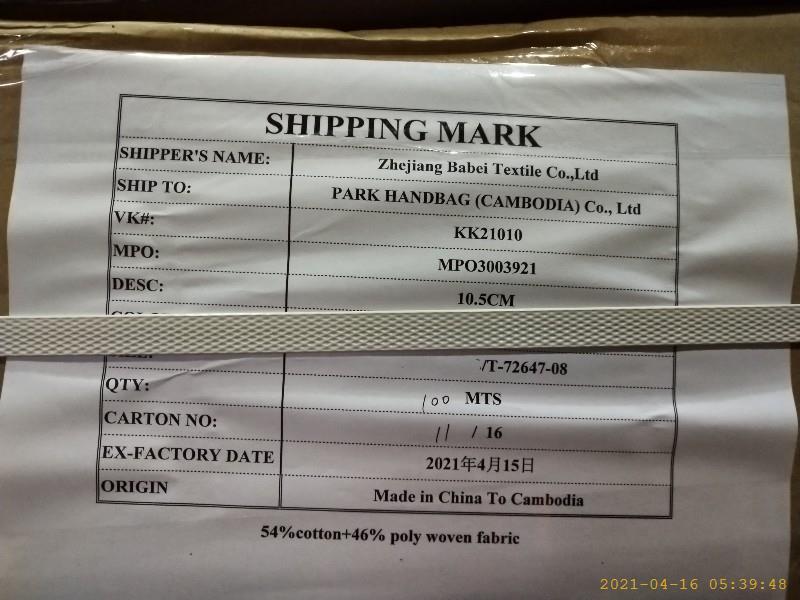 SHIPPING MARK
SHIPPER'S NAME: Zhejiang Babei Textile Co.,Ltd
SHIP TO: PARK HANDBAG (CAMBODIA) Co., Ltd
VK#: KK21010
MPO: MPO3003921
DESC: 10.5CM
/T-72647-08
QTY: 100 MTS
CARTON NO: 11 / 16
EX-FACTORY DATE 2021年4月15日
ORIGIN Made in China To Cambodia
54%cotton+46% poly woven fabric
2021-04-16 05:39:48